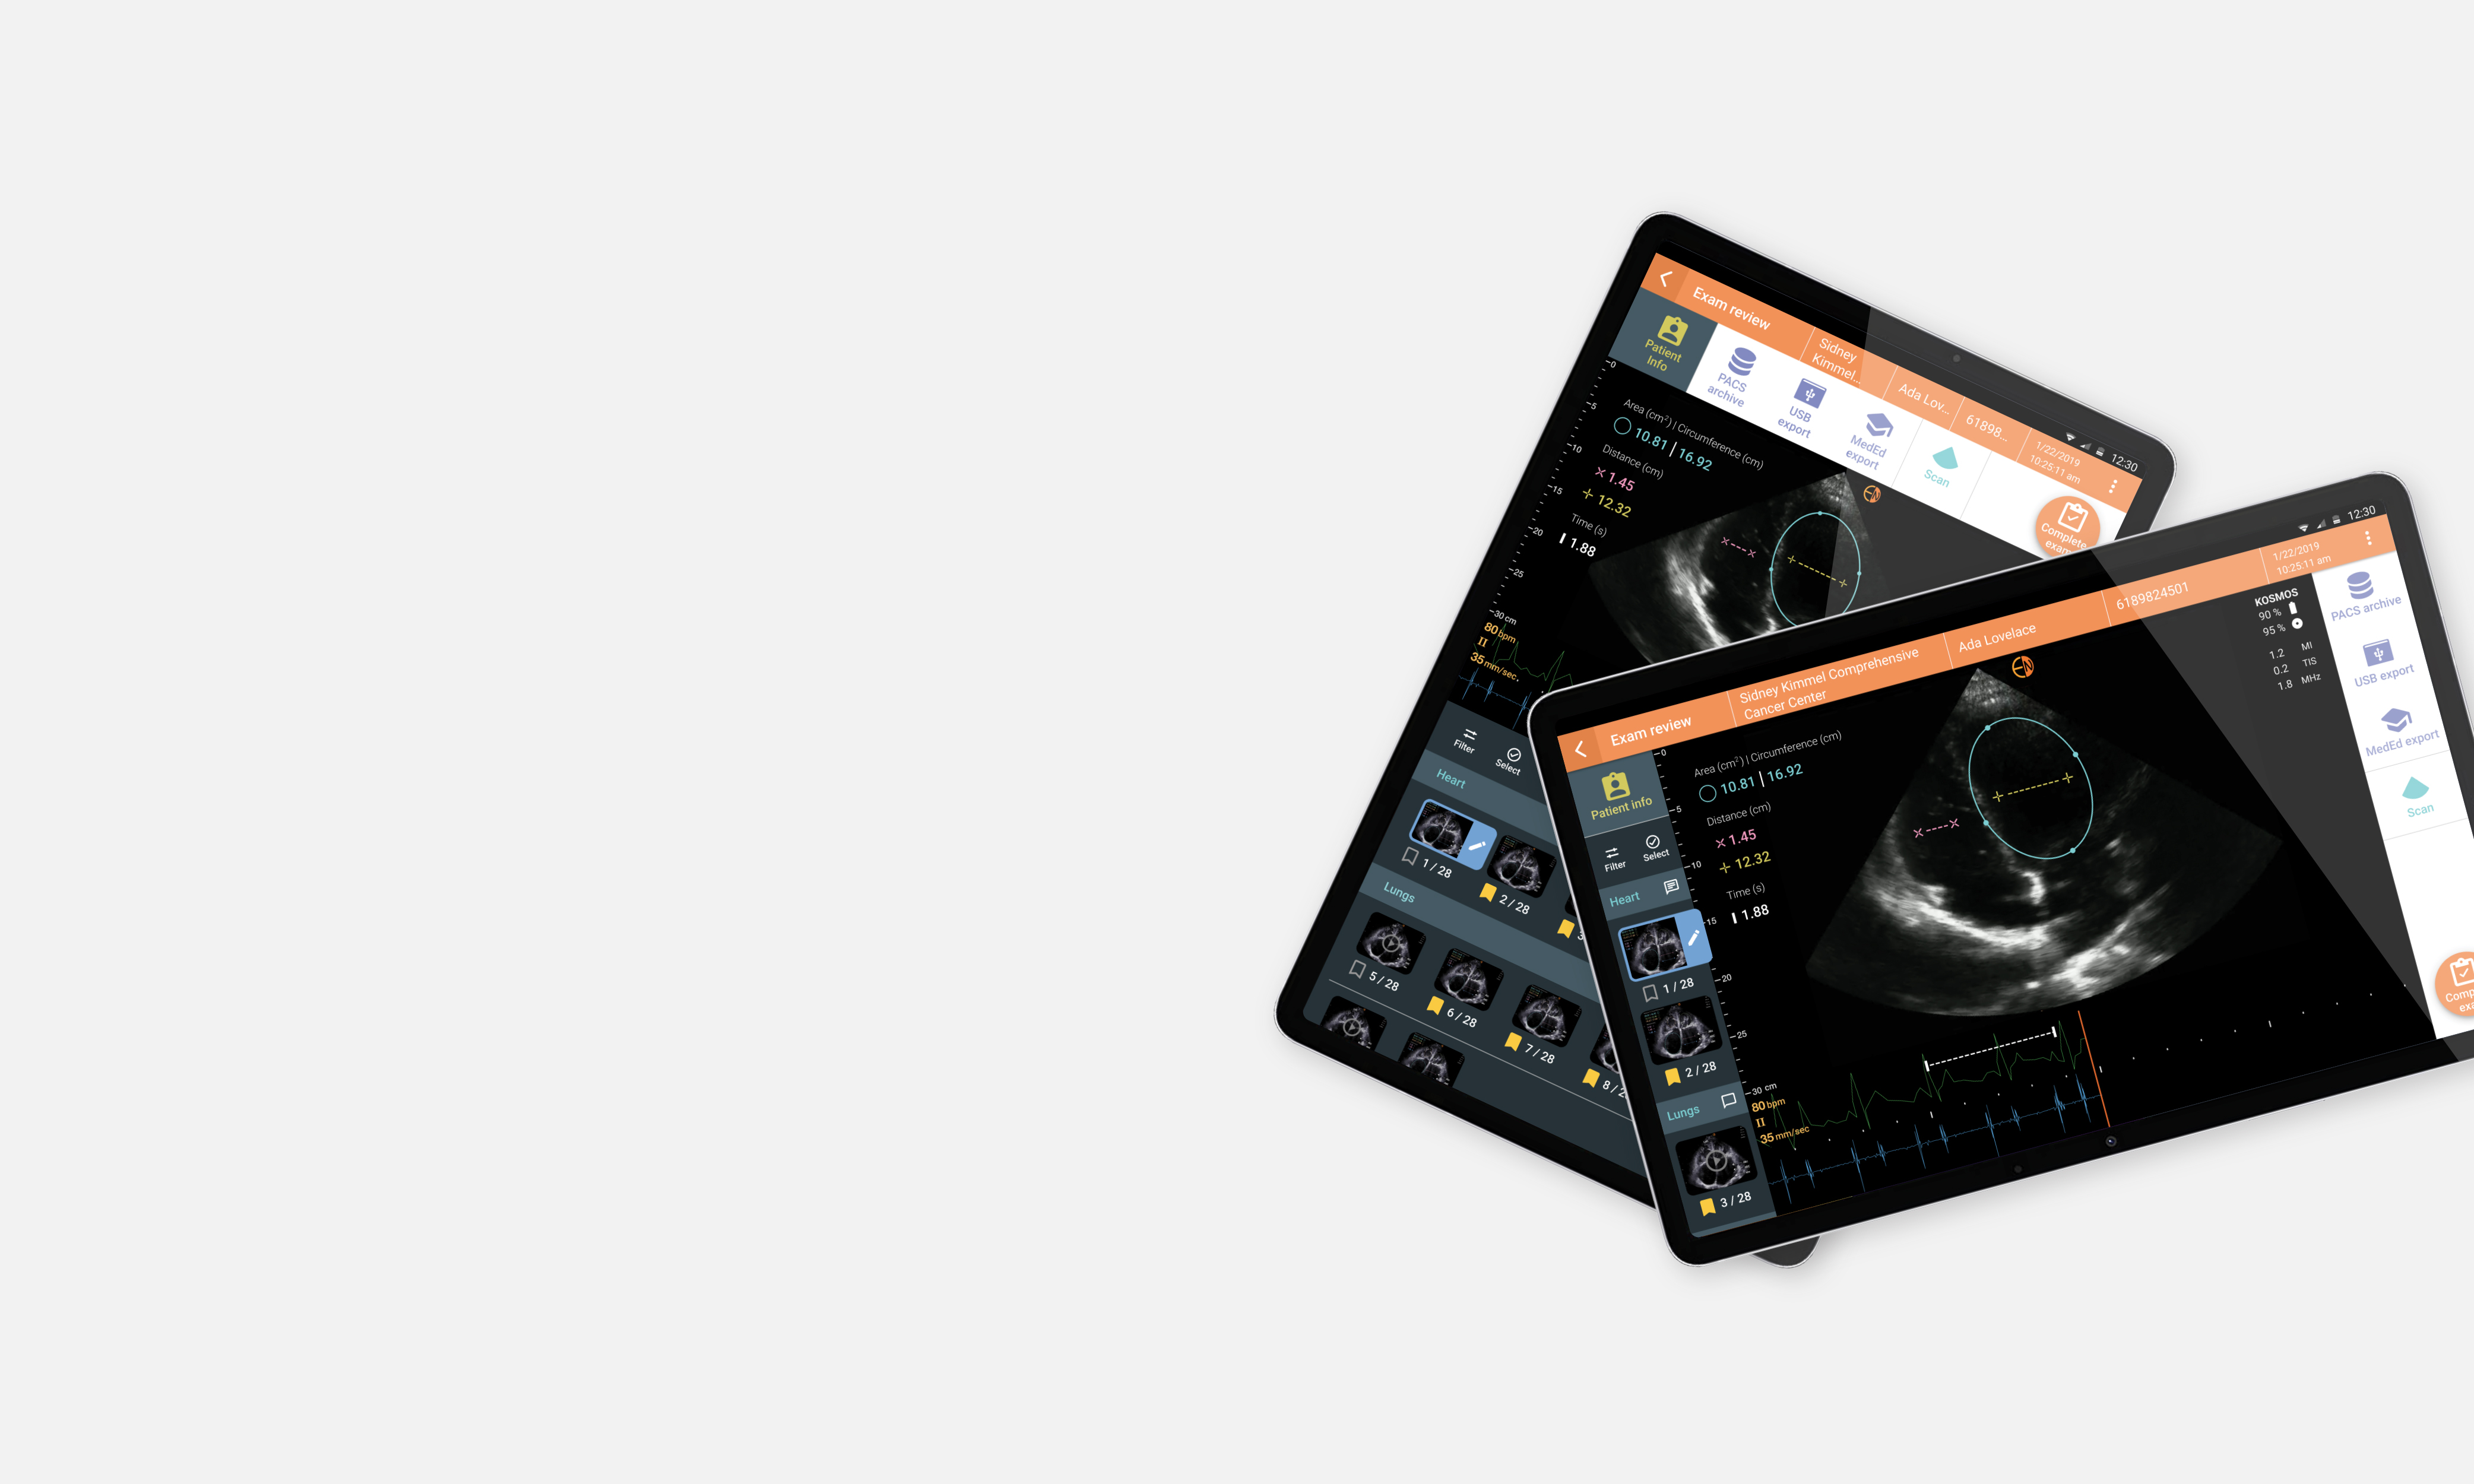 Exam review
Sidney
Kimmel...
Ada Lov...
61898...
1/22/2019
10:25:11 am
12:30
Patient
Info
PACS
archive
USB
export
MedEd
export
Scan
Complete
0
5
10
15
20
25
30 cm
Area (cm²) | Circumference (cm)
10.81 | 16.92
Distance (cm)
1.45
12.32
Time (s)
1.88
80 bpm
II
35 mm/sec.
Filter
Select
Heart
1 / 28
2 / 28
Lungs
5 / 28
6 / 28
7 / 28
12:30
Exam review
Sidney Kimmel Comprehensive
Cancer Center
Ada Lovelace
6189824501
1/22/2019
10:25:11 am
Patient info
Filter
Select
Heart
1 / 28
2 / 28
Lungs
3 / 28
0
5
10
15
20
25
30 cm
Area (cm²) | Circumference (cm)
10.81 | 16.92
Distance (cm)
1.45
12.32
Time (s)
1.88
80 bpm
II
35 mm/sec
KOSMOS
90 %
95 %
1.2 MI
0.2 TIS
1.8 MHz
PACS archive
USB export
MedEd export
Scan